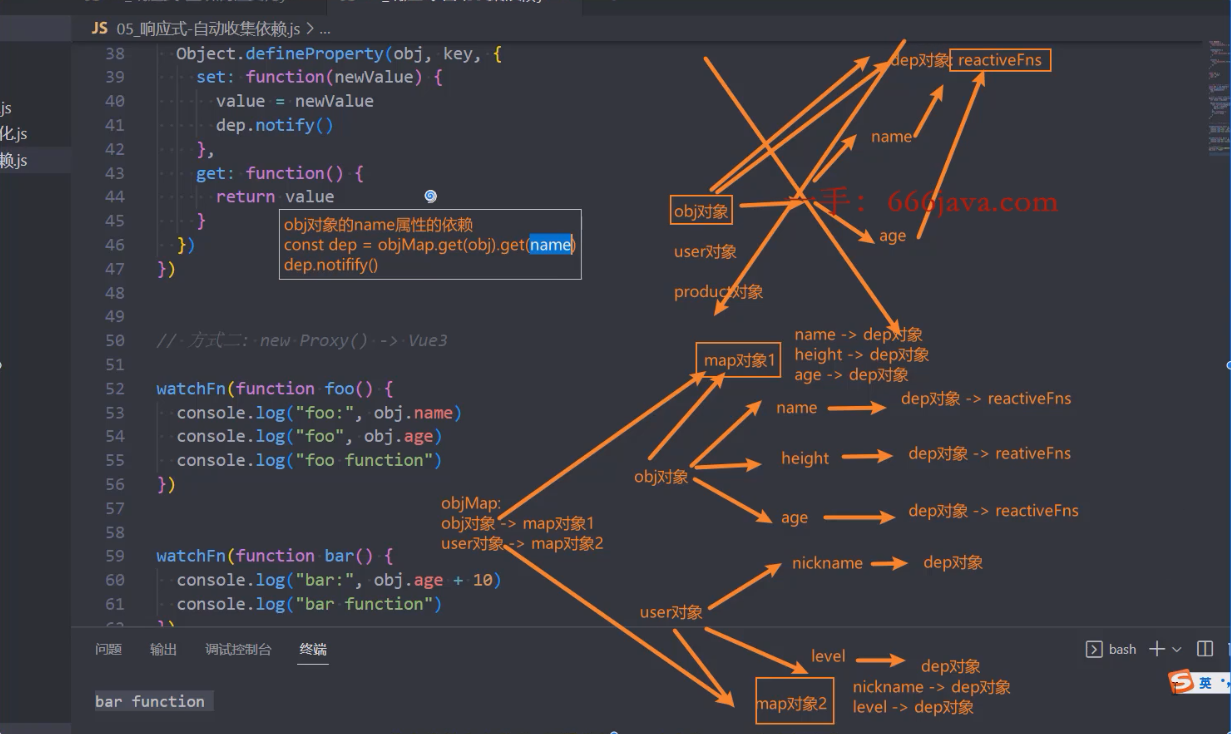 JS 05_响应式-自动收集依赖.js > ...
.js
化.js
赖.js
38 Object.defineProperty(obj, key, {
39 set: function(newValue) {
40 value = newValue
41 dep.notify()
42 },
43 get: function() {
44 return value
45 }
46 })
47 })
48
49
50 // 方式二: new Proxy() -> Vue3
51
52 watchFn(function foo() {
53 console.log("foo:", obj.name)
54 console.log("foo", obj.age)
55 console.log("foo function")
56 })
57
58
59 watchFn(function bar() {
60 console.log("bar:", obj.age + 10)
61 console.log("bar function")
obj对象的name属性的依赖
const dep = objMap.get(obj).get(name)
dep.notifify()
dep对象: reactiveFns
name
obj对象
手: 666java.com
age
user对象
product对象
map对象1
name -> dep对象
height -> dep对象
age -> dep对象
name
dep对象 -> reactiveFns
height
dep对象 -> reativeFns
obj对象
age
dep对象 -> reactiveFns
objMap:
obj对象 -> map对象1
user对象 -> map对象2
nickname
dep对象
user对象
level
dep对象
map对象2
nickname -> dep对象
level -> dep对象
问题 输出 调试控制台 终端
bash
bar function
英